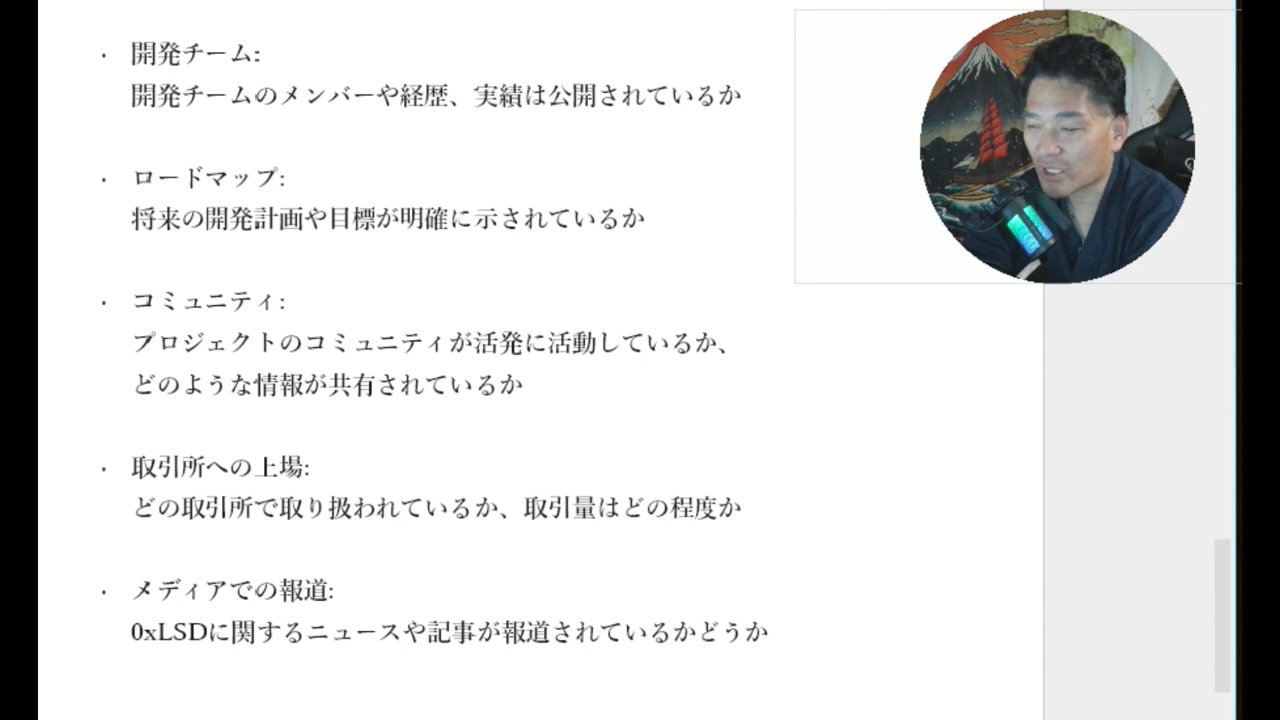 ・ 開発チーム:
開発チームのメンバーや経歴、実績は公開されているか
・ ロードマップ:
将来の開発計画や目標が明確に示されているか
・ コミュニティ:
プロジェクトのコミュニティが活発に活動しているか、
どのような情報が共有されているか
・ 取引所への上場:
どの取引所で取り扱われているか、取引量はどの程度か
・ メディアでの報道:
0xLSDに関するニュースや記事が報道されているかどうか